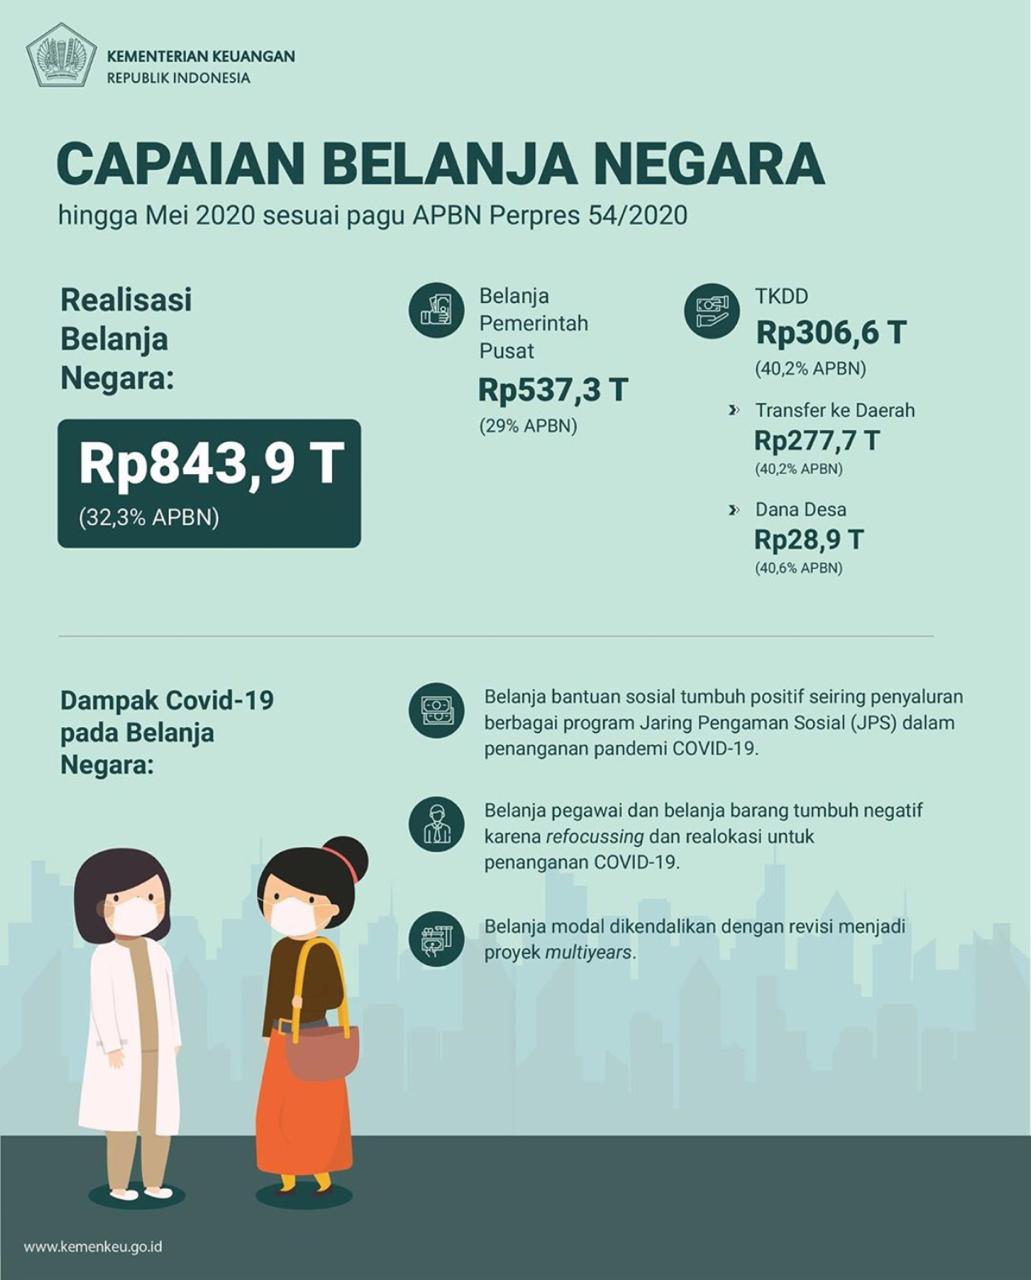 KEMENTERIAN KEUANGAN
REPUBLIK INDONESIA
CAPAIAN BELANJA NEGARA
hingga Mei 2020 sesuai pagu APBN Perpres 54/2020
Realisasi
Belanja
Negara:
Rp843,9 T
(32,3% APBN)
Belanja
Pemerintah
Pusat
Rp537,3 T
(29% APBN)
TKDD
Rp306,6 T
(40,2% APBN)
Transfer ke Daerah
Rp277,7 T
(40,2% APBN)
Dana Desa
Rp28,9 T
(40,6% APBN)
Dampak Covid-19
pada Belanja
Negara:
Belanja bantuan sosial tumbuh positif seiring penyaluran
berbagai program Jaring Pengaman Sosial (JPS) dalam
penanganan pandemi COVID-19.
Belanja pegawai dan belanja barang tumbuh negatif
karena refocussing dan realokasi untuk
penanganan COVID-19.
Belanja modal dikendalikan dengan revisi menjadi
proyek multiyears.
www.kemenkeu.go.id